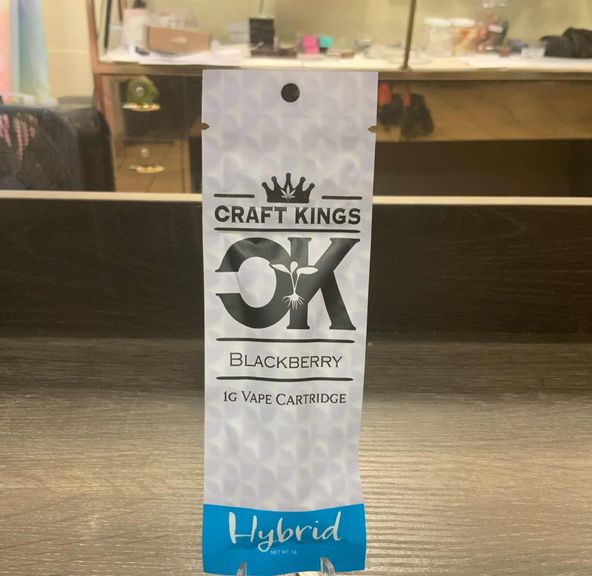 CRAFT KINGS
CK
BLACKBERRY
1G VAPE CARTRIDGE
Hybrid
NET WT 1G